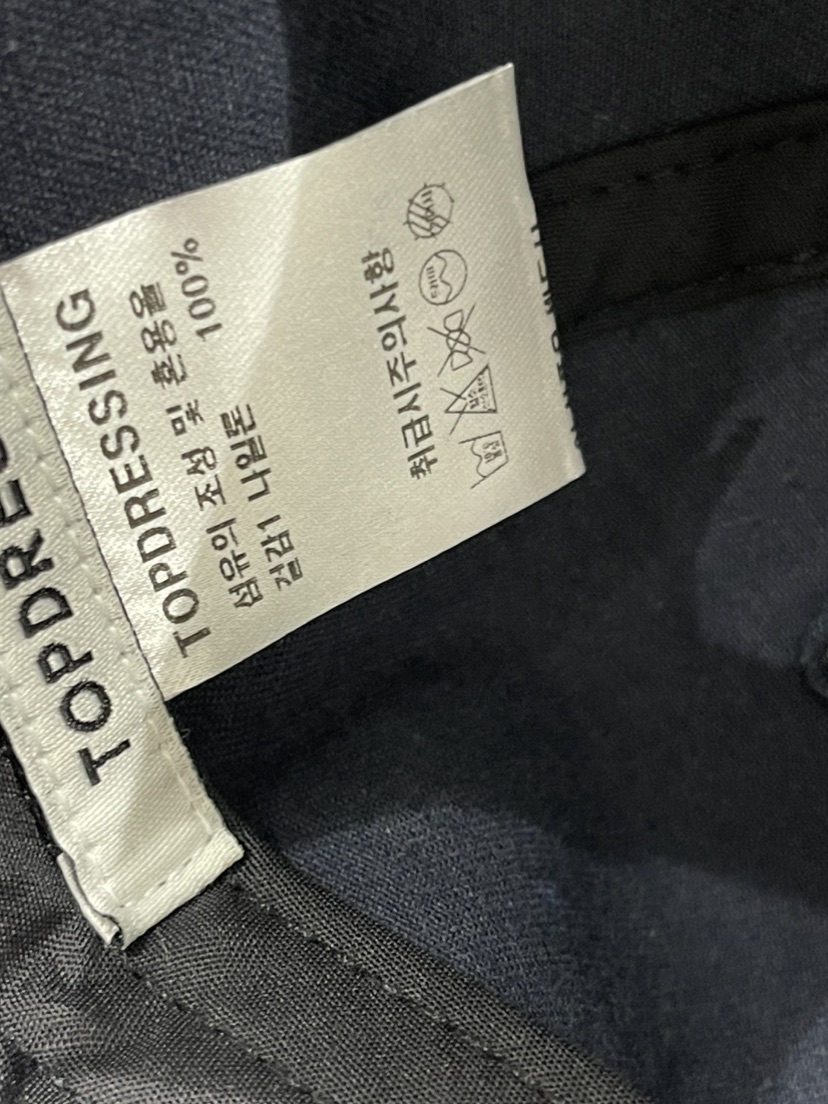 TOPDRES
TOPDRESSING
섬유의 조성 및 혼용율
겉감1 나일론 100%
취급시주의사항